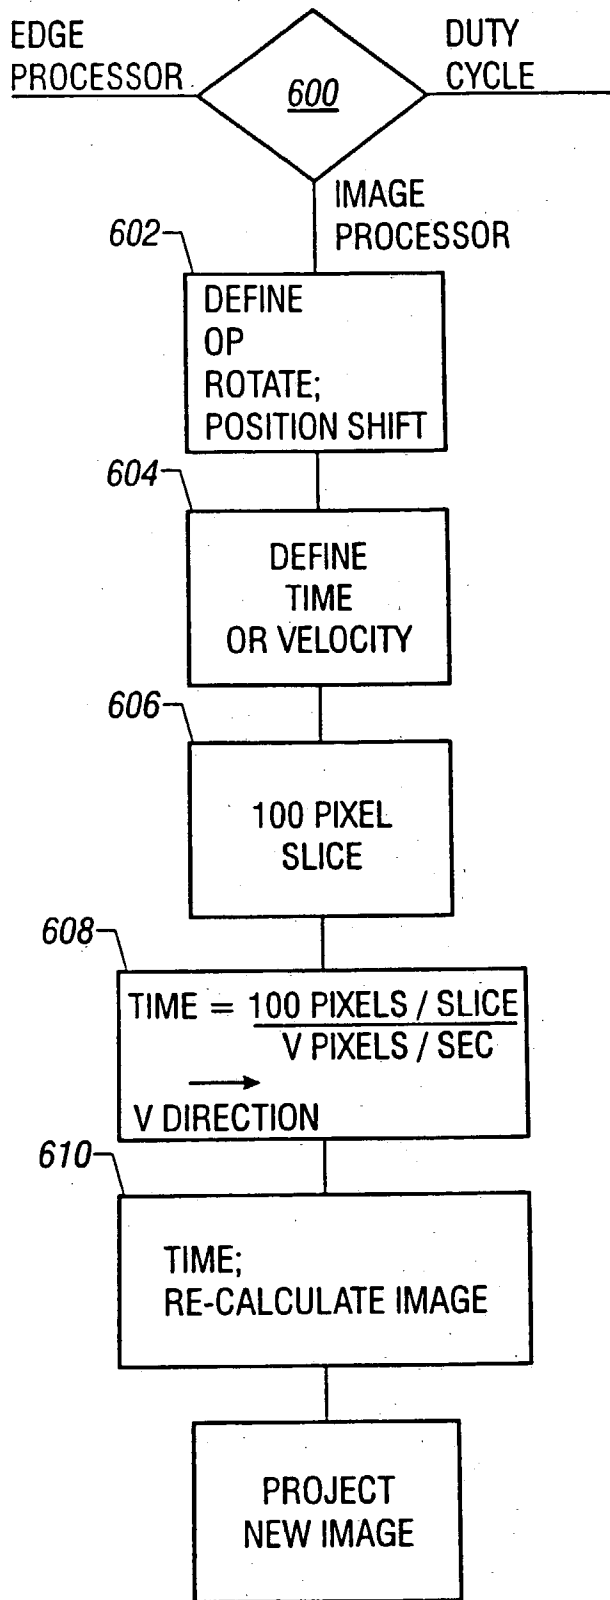 EDGE
PROCESSOR
600
DUTY
CYCLE
IMAGE
PROCESSOR
602
DEFINE
OP
ROTATE;
POSITION SHIFT
604
DEFINE
TIME
OR VELOCITY
606
100 PIXEL
SLICE
608
TIME = 100 PIXELS / SLICE
V PIXELS / SEC
V DIRECTION
610
TIME;
RE-CALCULATE IMAGE
PROJECT
NEW IMAGE